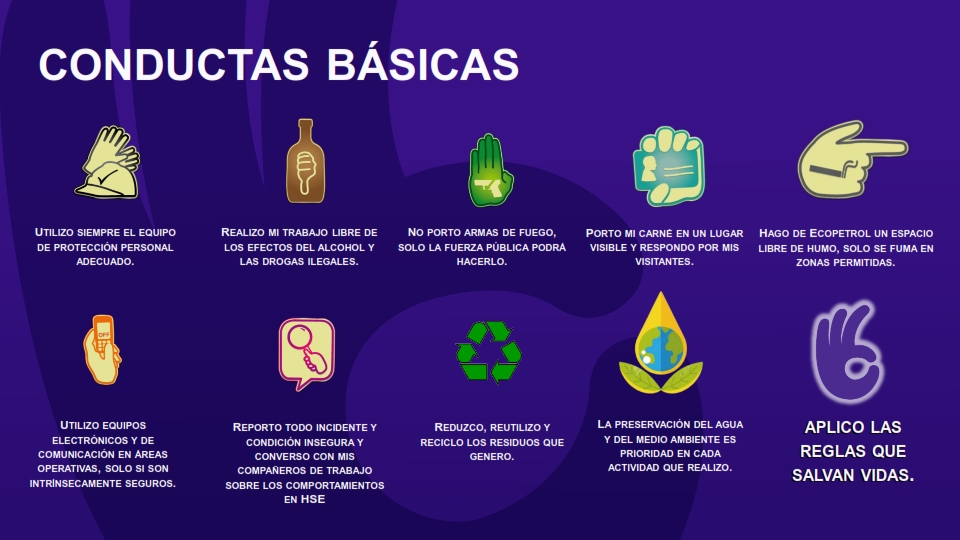 CONDUCTAS BÁSICAS
UTILIZO SIEMPRE EL EQUIPO
DE PROTECCIÓN PERSONAL
ADECUADO.
REALIZO MI TRABAJO LIBRE DE
LOS EFECTOS DEL ALCOHOL Y
LAS DROGAS ILEGALES.
NO PORTO ARMAS DE FUEGO,
SOLO LA FUERZA PÚBLICA PODRÁ
HACERLO.
PORTO MI CARNÉ EN UN LUGAR
VISIBLE Y RESPONDO POR MIS
VISITANTES.
HAGO DE ECOPETROL UN ESPACIO
LIBRE DE HUMO, SOLO SE FUMA EN
ZONAS PERMITIDAS.
OFF
UTILIZO EQUIPOS
ELECTRÓNICOS Y DE
COMUNICACIÓN EN ÁREAS
OPERATIVAS, SOLO SI SON
INTRÍNSECAMENTE SEGUROS.
REPORTO TODO INCIDENTE Y
CONDICIÓN INSEGURA Y
CONVERSO CON MIS
COMPAÑEROS DE TRABAJO
SOBRE LOS COMPORTAMIENTOS
EN HSE
REDUZCO, REUTILIZO Y
RECICLO LOS RESIDUOS QUE
GENERO.
LA PRESERVACIÓN DEL AGUA
Y DEL MEDIO AMBIENTE ES
PRIORIDAD EN CADA
ACTIVIDAD QUE REALIZO.
APLICO LAS
REGLAS QUE
SALVAN VIDAS.